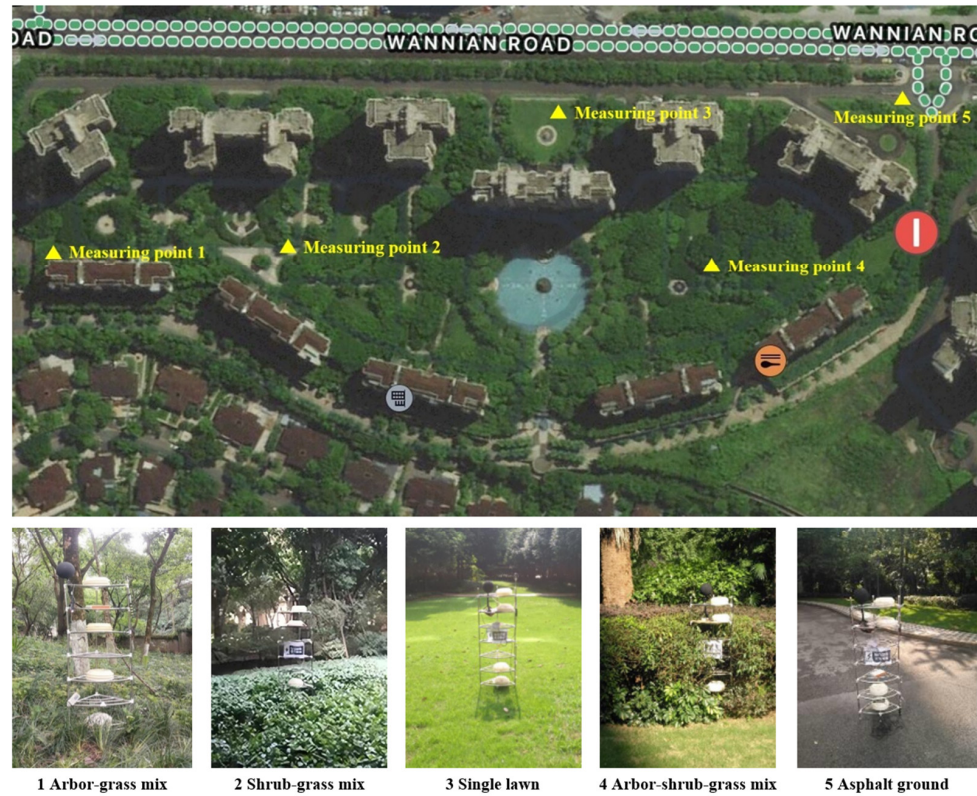 OAD
WANNIAN ROAD
WANNIAN RO
Measuring point 3
Measuring point 5
Measuring point 1
Measuring point 2
Measuring point 4
1 Arbor-grass mix
2 Shrub-grass mix
3 Single lawn
4 Arbor-shrub-grass mix
5 Asphalt ground